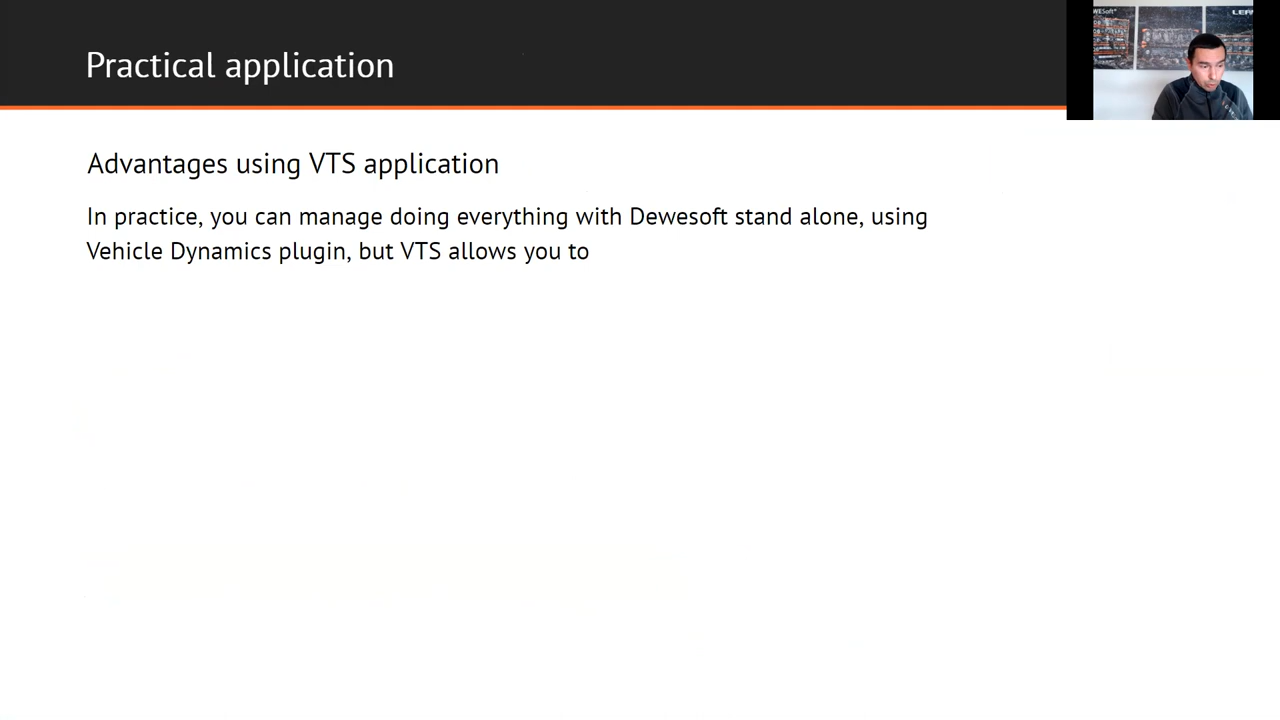 Practical application
Advantages using VTS application
In practice, you can manage doing everything with Dewesoft stand alone, using
Vehicle Dynamics plugin, but VTS allows you to